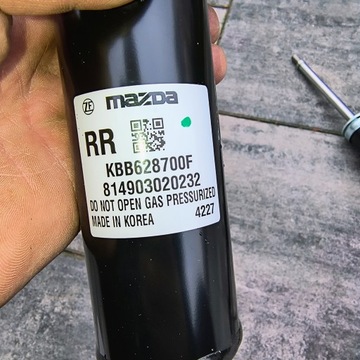 ZF mazda
RR
KBB628700F
814903020232
DO NOT OPEN GAS PRESSURIZED
MADE IN KOREA 4227